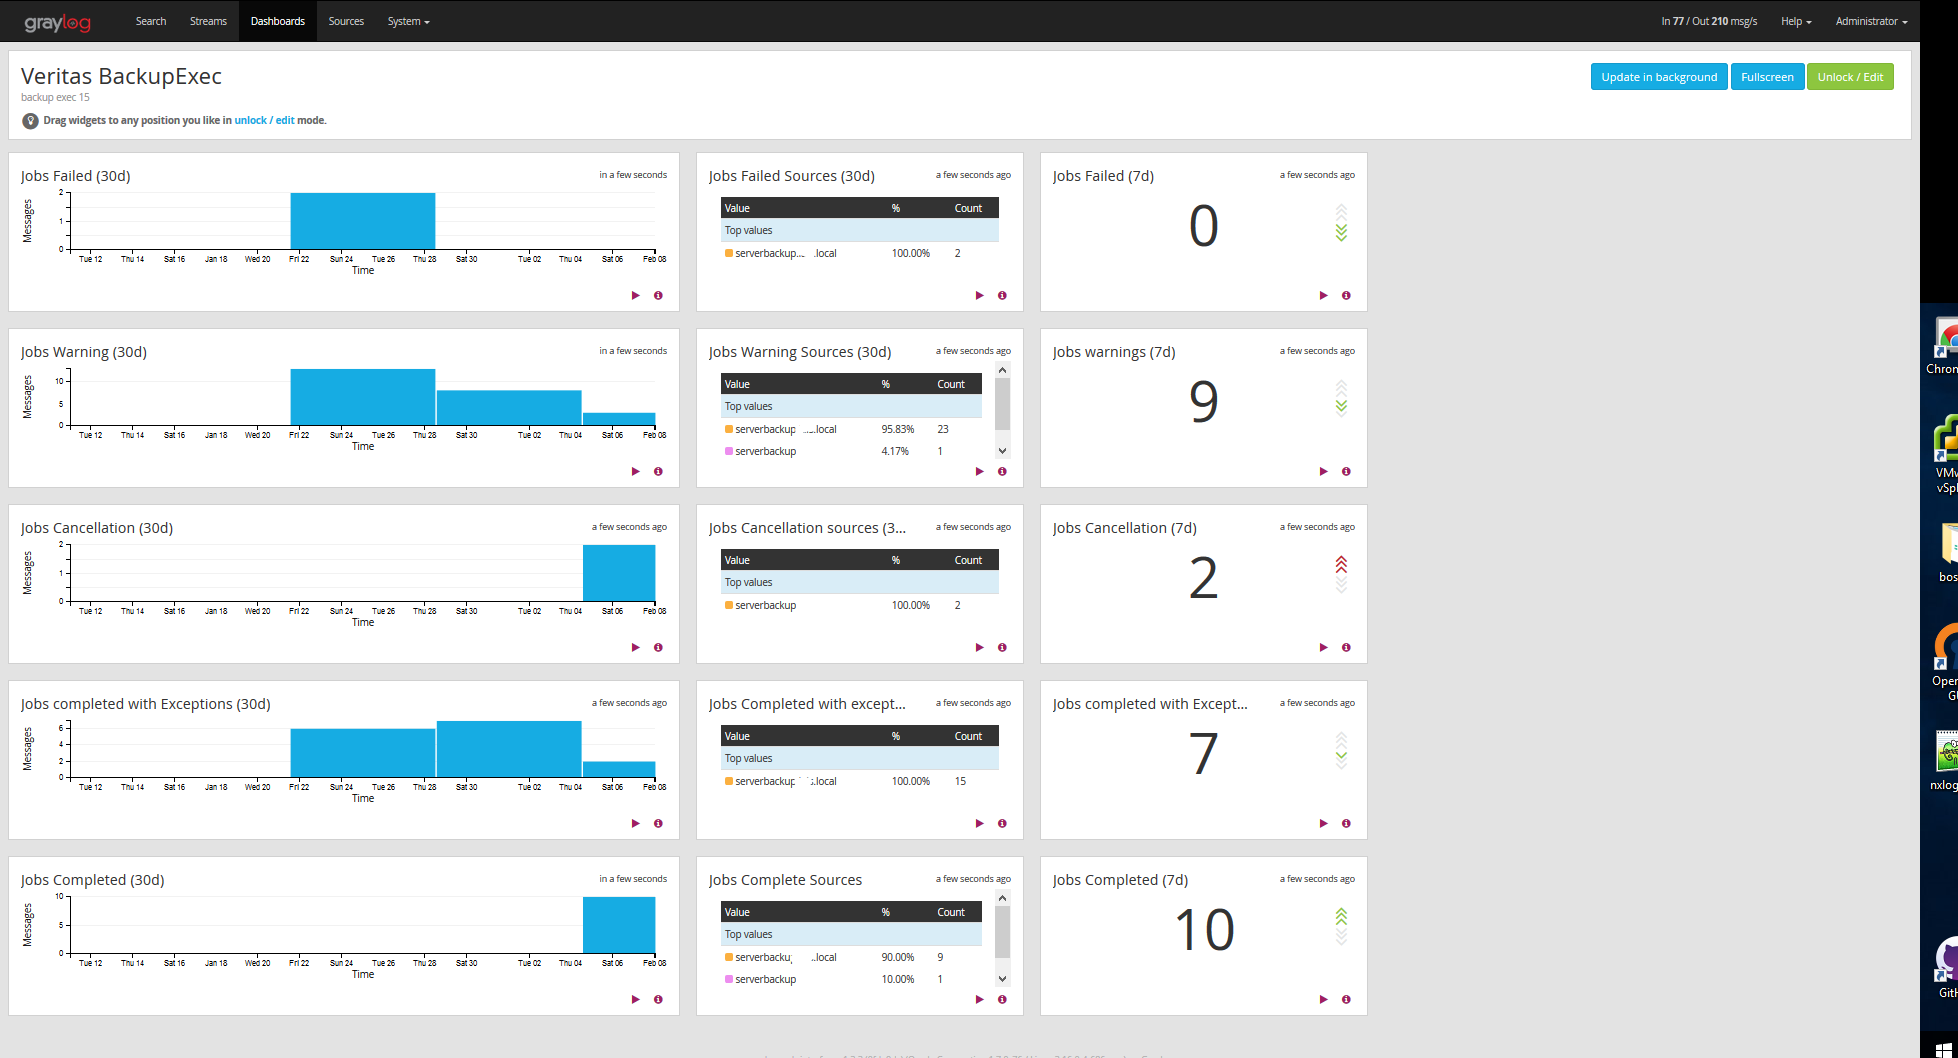 graylog Search Streams Dashboards Sources System In 77 / Out 210 msg/s Help Administrator
Veritas BackupExec
backup exec 15
Drag widgets to any position you like in unlock / edit mode.
Update in background Fullscreen Unlock / Edit
Jobs Failed (30d) in a few seconds
Messages
2
1
0
Tue 12 Thu 14 Sat 16 Jan 18 Wed 20 Fri 22 Sun 24 Tue 26 Thu 28 Sat 30 Tue 02 Thu 04 Sat 06 Feb 08
Time
Jobs Failed Sources (30d) a few seconds ago
Value % Count
Top values
serverbackup .local 100.00% 2
Jobs Failed (7d) a few seconds ago
0
Jobs Warning (30d) in a few seconds
Messages
10
5
0
Tue 12 Thu 14 Sat 16 Jan 18 Wed 20 Fri 22 Sun 24 Tue 26 Thu 28 Sat 30 Tue 02 Thu 04 Sat 06 Feb 08
Time
Jobs Warning Sources (30d) a few seconds ago
Value % Count
Top values
serverbackup .local 95.83% 23
serverbackup 4.17% 1
Jobs warnings (7d) a few seconds ago
9
Jobs Cancellation (30d) a few seconds ago
Messages
2
1
0
Tue 12 Thu 14 Sat 16 Jan 18 Wed 20 Fri 22 Sun 24 Tue 26 Thu 28 Sat 30 Tue 02 Thu 04 Sat 06 Feb 08
Time
Jobs Cancellation sources (3... a few seconds ago
Value % Count
Top values
serverbackup 100.00% 2
Jobs Cancellation (7d) a few seconds ago
2
Jobs completed with Exceptions (30d) a few seconds ago
Messages
6
4
2
0
Tue 12 Thu 14 Sat 16 Jan 18 Wed 20 Fri 22 Sun 24 Tue 26 Thu 28 Sat 30 Tue 02 Thu 04 Sat 06 Feb 08
Time
Jobs Completed with except... a few seconds ago
Value % Count
Top values
serverbackup .local 100.00% 15
Jobs completed with Except... a few seconds ago
7
Jobs Completed (30d) in a few seconds
Messages
10
5
0
Tue 12 Thu 14 Sat 16 Jan 18 Wed 20 Fri 22 Sun 24 Tue 26 Thu 28 Sat 30 Tue 02 Thu 04 Sat 06 Feb 08
Time
Jobs Complete Sources a few seconds ago
Value % Count
Top values
serverbacku .local 90.00% 9
serverbackup 10.00% 1
Jobs Completed (7d) a few seconds ago
10
Chron
VMw
vSpl
bos
Open
G
nxlog
GitH